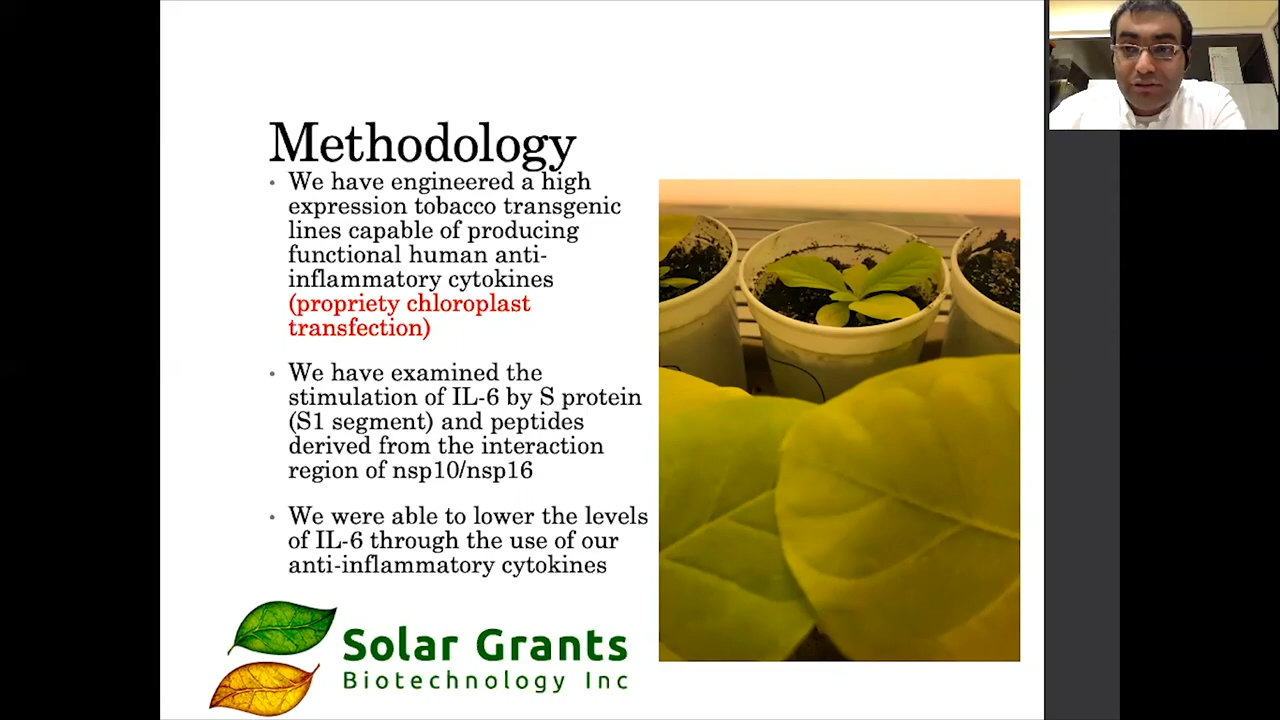 Methodology
• We have engineered a high
expression tobacco transgenic
lines capable of producing
functional human anti-
inflammatory cytokines
(propriety chloroplast
transfection)
• We have examined the
stimulation of IL-6 by S protein
(S1 segment) and peptides
derived from the interaction
region of nsp10/nsp16
• We were able to lower the levels
of IL-6 through the use of our
anti-inflammatory cytokines
Solar Grants
Biotechnology Inc